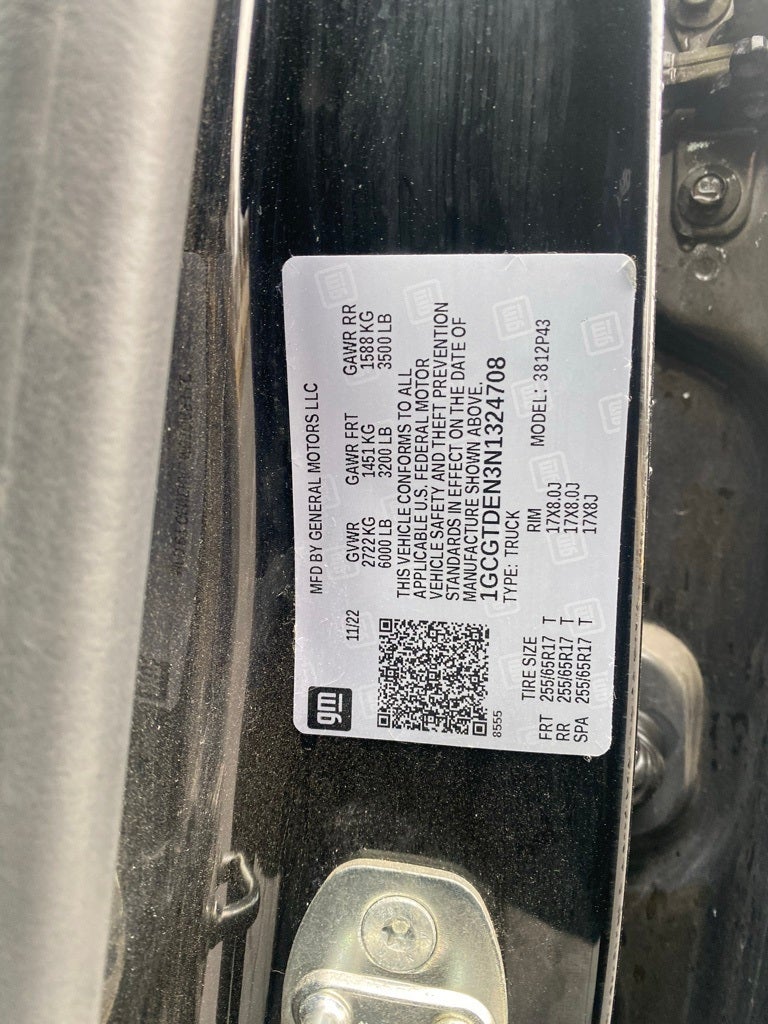 gm
MFD BY GENERAL MOTORS LLC
11/22
GVWR GAWR FRT GAWR RR
2722 KG 1451 KG 1588 KG
6000 LB 3200 LB 3500 LB
THIS VEHICLE CONFORMS TO ALL
APPLICABLE U.S. FEDERAL MOTOR
VEHICLE SAFETY AND THEFT PREVENTION
STANDARDS IN EFFECT ON THE DATE OF
MANUFACTURE SHOWN ABOVE.
8555
1GCGTDEN3N1324708
TYPE: TRUCK MODEL: 3812P43
TIRE SIZE RIM
FRT 255/65R17 T 17X8.0J
RR 255/65R17 T 17X8.0J
SPA 255/65R17 T 17X8J